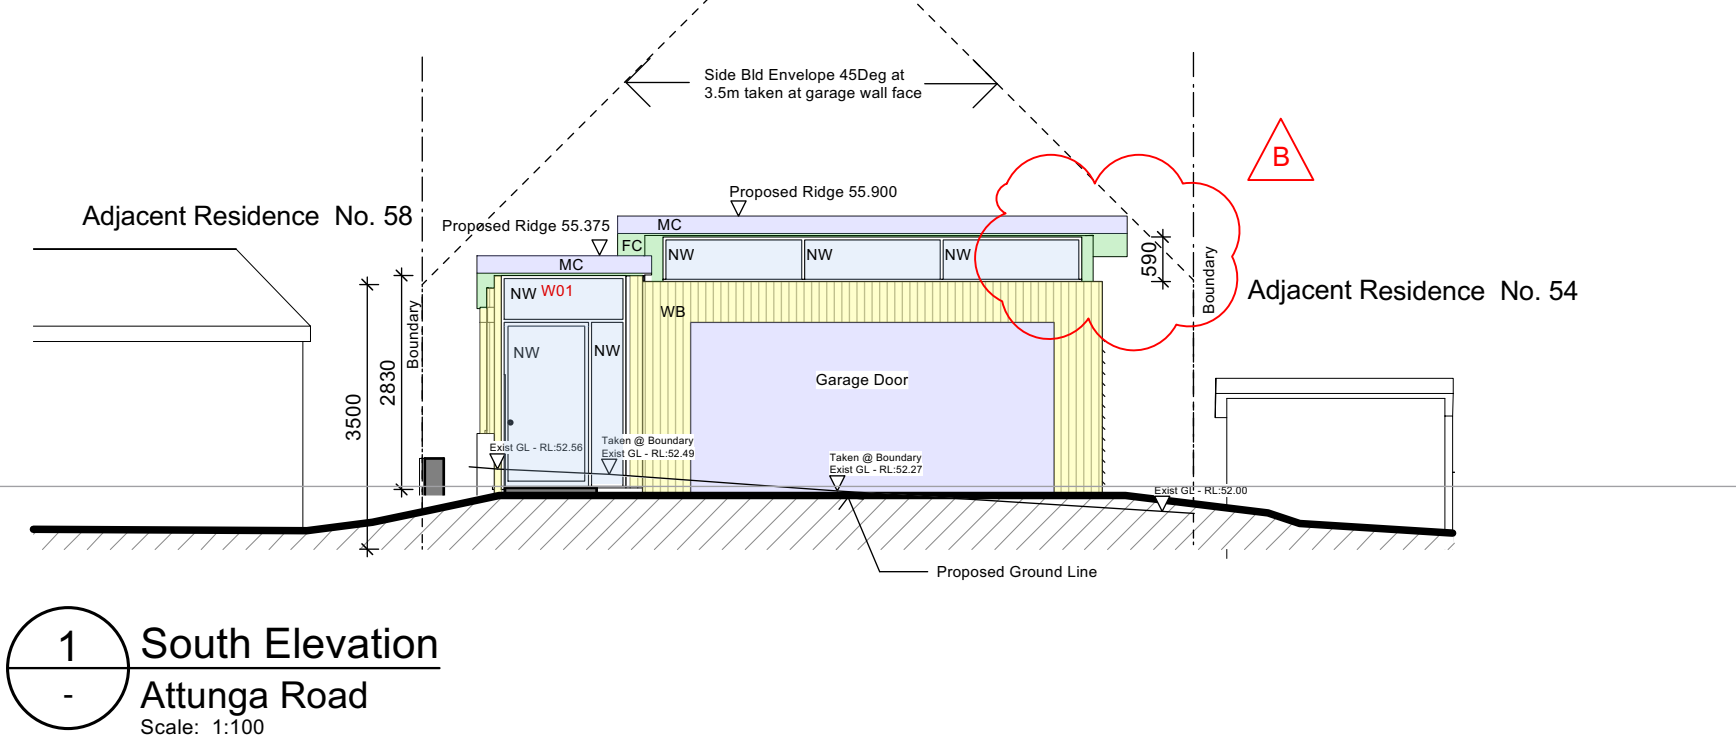 Side Bld Envelope 45Deg at
3.5m taken at garage wall face
B
Proposed Ridge 55.900
Adjacent Residence  No. 58
Proposed Ridge 55.375
MC
FC
MC
NW
NW
NW
590
Boundary
Adjacent Residence  No. 54
NW W01
WB
Boundary
2830
3500
NW
NW
Garage Door
Exist GL - RL:52.56
Taken @ Boundary
Exist GL - RL:52.49
Taken @ Boundary
Exist GL - RL:52.27
Exist GL - RL:52.00
Proposed Ground Line
1
-
South Elevation
Attunga Road
Scale:  1:100